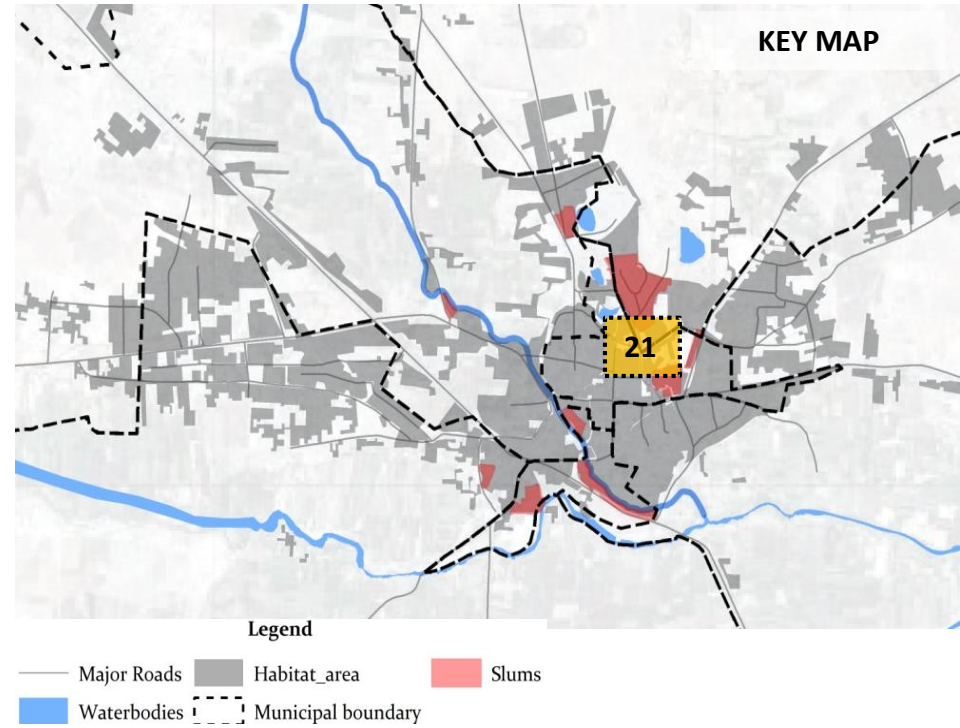 KEY MAP
21
Legend
Major Roads Habitat_area Slums
Waterbodies Municipal boundary